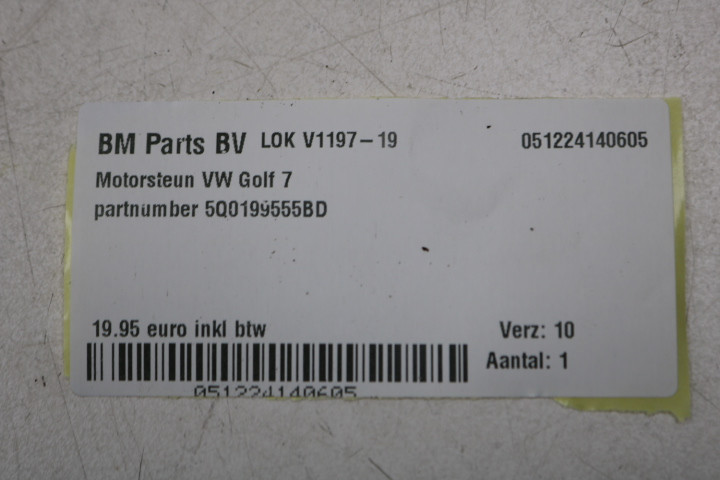 BM Parts BV LOK V1197-19 051224140605
Motorsteun VW Golf 7
partnumber 5Q0199555BD
19.95 euro inkl btw Verz: 10
Aantal: 1
051224140605